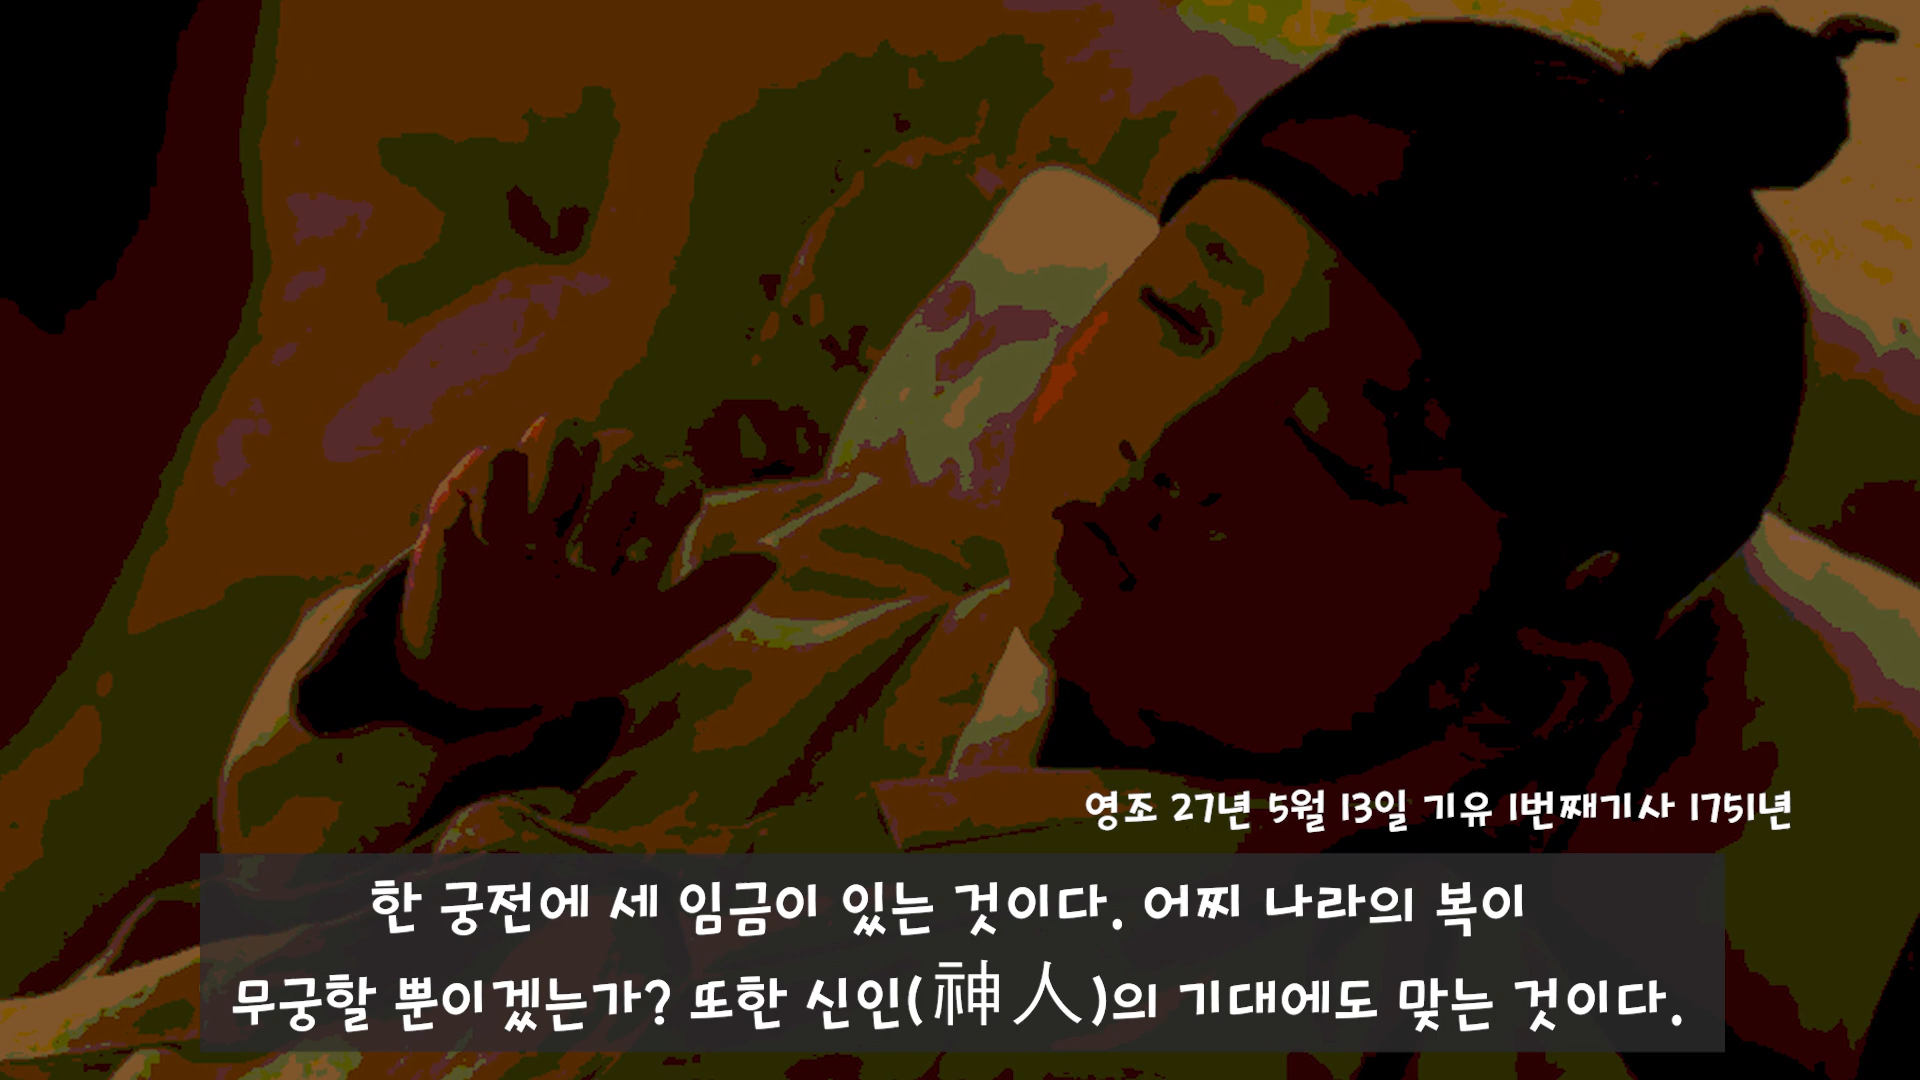 영조 27년 5월 13일 기유 1번째기사 1751년
한 궁전에 세 임금이 있는 것이다. 어찌 나라의 복이
무궁할 뿐이겠는가? 또한 신인(神人)의 기대에도 맞는 것이다.